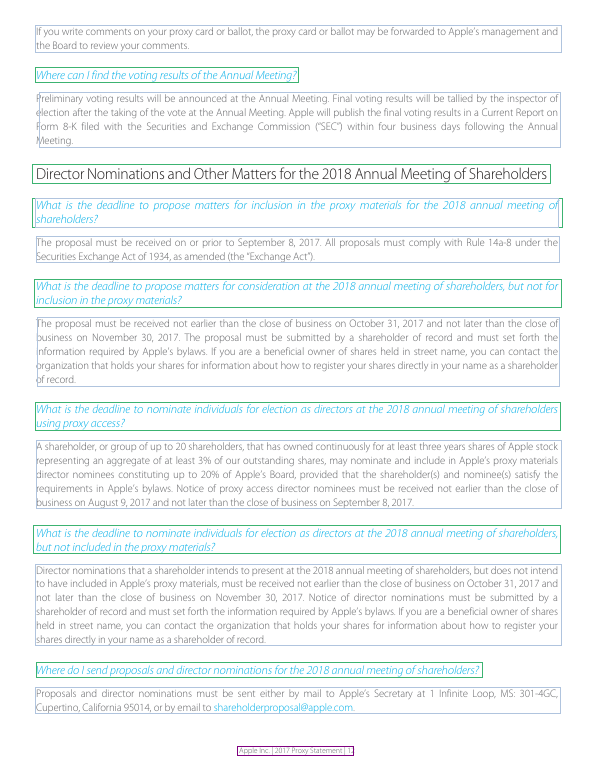 If you write comments on your proxy card or ballot, the proxy card or ballot may be forwarded to Apple's management and
the Board to review your comments.
Where can I find the voting results of the Annual Meeting?
Preliminary voting results will be announced at the Annual Meeting. Final voting results will be tallied by the inspector of
election after the taking of the vote at the Annual Meeting. Apple will publish the final voting results in a Current Report on
Form 8-K filed with the Securities and Exchange Commission ("SEC") within four business days following the Annual
Meeting.
Director Nominations and Other Matters for the 2018 Annual Meeting of Shareholders
What is the deadline to propose matters for inclusion in the proxy materials for the 2018 annual meeting of
shareholders?
The proposal must be received on or prior to September 8, 2017. All proposals must comply with Rule 14a-8 under the
Securities Exchange Act of 1934, as amended (the "Exchange Act").
What is the deadline to propose matters for consideration at the 2018 annual meeting of shareholders, but not for
inclusion in the proxy materials?
The proposal must be received not earlier than the close of business on October 31, 2017 and not later than the close of
business on November 30, 2017. The proposal must be submitted by a shareholder of record and must set forth the
information required by Apple's bylaws. If you are a beneficial owner of shares held in street name, you can contact the
organization that holds your shares for information about how to register your shares directly in your name as a shareholder
of record.
What is the deadline to nominate individuals for election as directors at the 2018 annual meeting of shareholders
using proxy access?
A shareholder, or group of up to 20 shareholders, that has owned continuously for at least three years shares of Apple stock
representing an aggregate of at least 3% of our outstanding shares, may nominate and include in Apple's proxy materials
director nominees constituting up to 20% of Apple's Board, provided that the shareholder(s) and nominee(s) satisfy the
requirements in Apple's bylaws. Notice of proxy access director nominees must be received not earlier than the close of
business on August 9, 2017 and not later than the close of business on September 8, 2017.
What is the deadline to nominate individuals for election as directors at the 2018 annual meeting of shareholders,
but not included in the proxy materials?
Director nominations that a shareholder intends to present at the 2018 annual meeting of shareholders, but does not intend
to have included in Apple's proxy materials, must be received not earlier than the close of business on October 31, 2017 and
not later than the close of business on November 30, 2017. Notice of director nominations must be submitted by a
shareholder of record and must set forth the information required by Apple's bylaws. If you are a beneficial owner of shares
held in street name, you can contact the organization that holds your shares for information about how to register your
shares directly in your name as a shareholder of record.
Where do I send proposals and director nominations for the 2018 annual meeting of shareholders?
Proposals and director nominations must be sent either by mail to Apple's Secretary at 1 Infinite Loop, MS: 301-4GC,
Cupertino, California 95014, or by email to shareholderproposal@apple.com.
Apple Inc. | 2017 Proxy Statement |